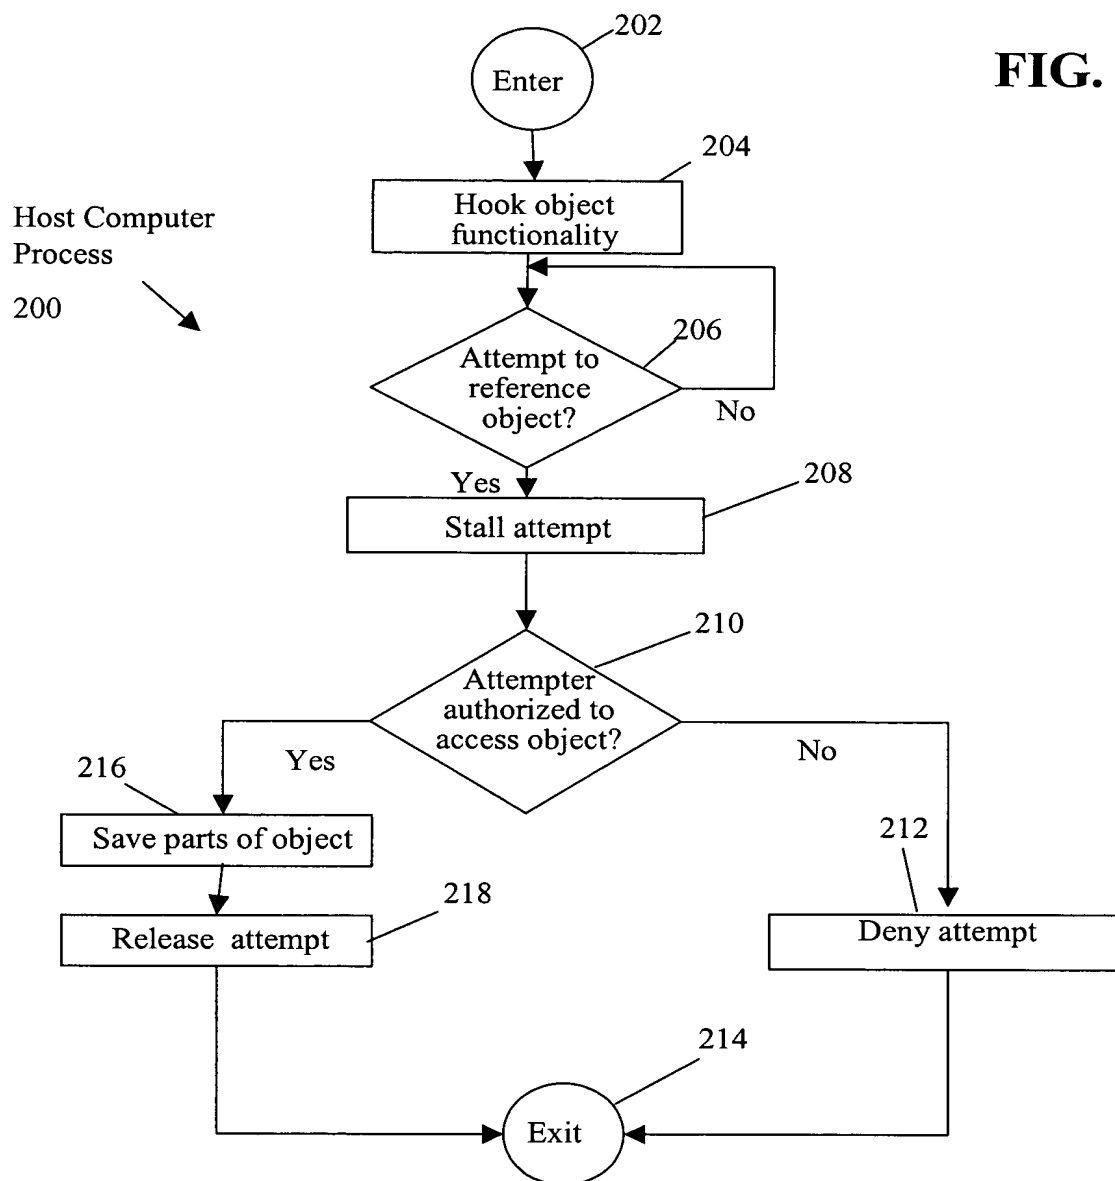 202
FIG.
Enter
204
Hook object
functionality
Host Computer
Process
200
206
Attempt to
reference
object?
No
Yes
208
Stall attempt
210
Attempter
authorized to
access object?
Yes
No
216
Save parts of object
212
218
Release attempt
Deny attempt
214
Exit